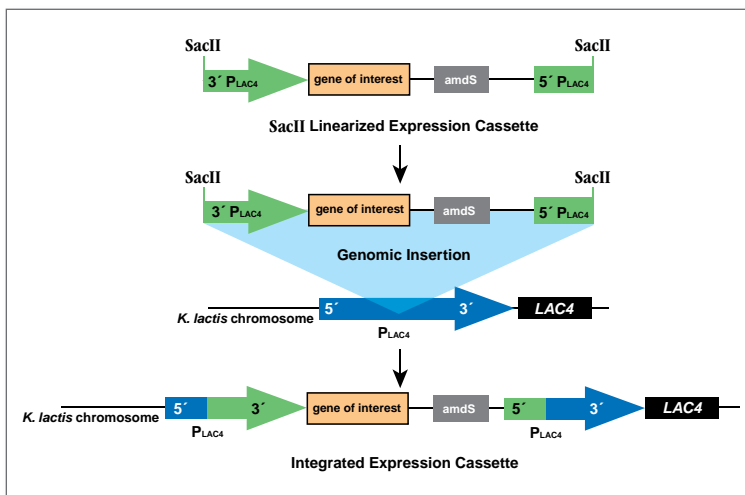 SacII SacII
3´ PLAC4 gene of interest amdS 5´ PLAC4
SacII Linearized Expression Cassette
SacII SacII
3´ PLAC4 gene of interest amdS 5´ PLAC4
Genomic Insertion
5´ 3´ LAC4
K. lactis chromosome
PLAC4
5´ 3´ gene of interest amdS 5´ 3´ LAC4
K. lactis chromosome
PLAC4 PLAC4
Integrated Expression Cassette